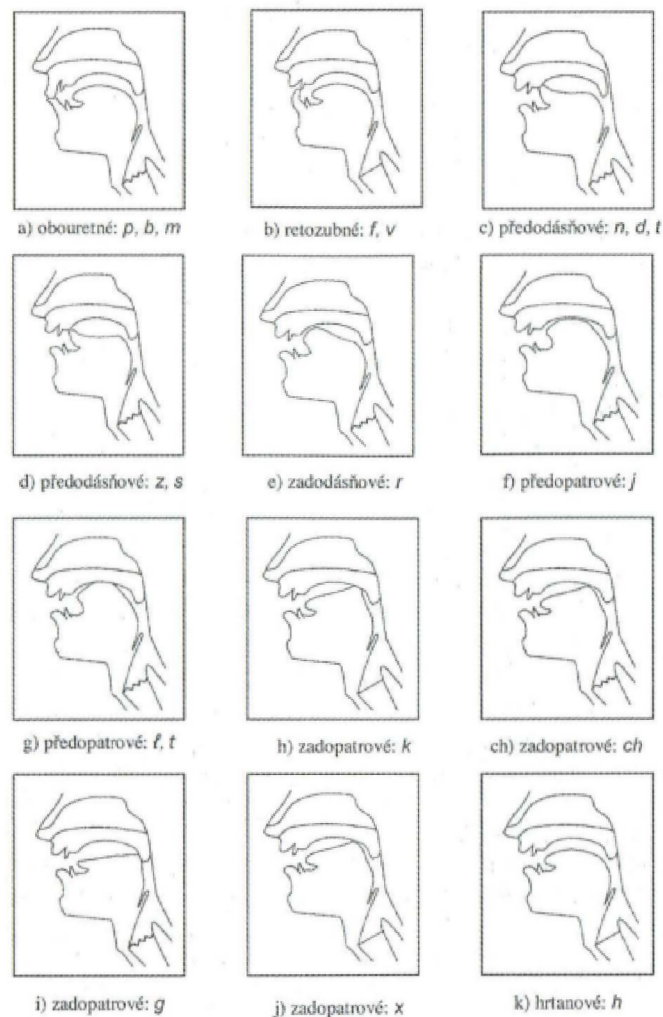 a) obouretné: p, b, m
b) retozubné: f, v
c) předodásňové: n, d, t
d) předodásňové: z, s
e) zadodásňové: r
f) předopatrové: j
g) předopatrové: ť, t
h) zadopatrové: k
ch) zadopatrové: ch
i) zadopatrové: g
j) zadopatrové: x
k) hrtanové: h